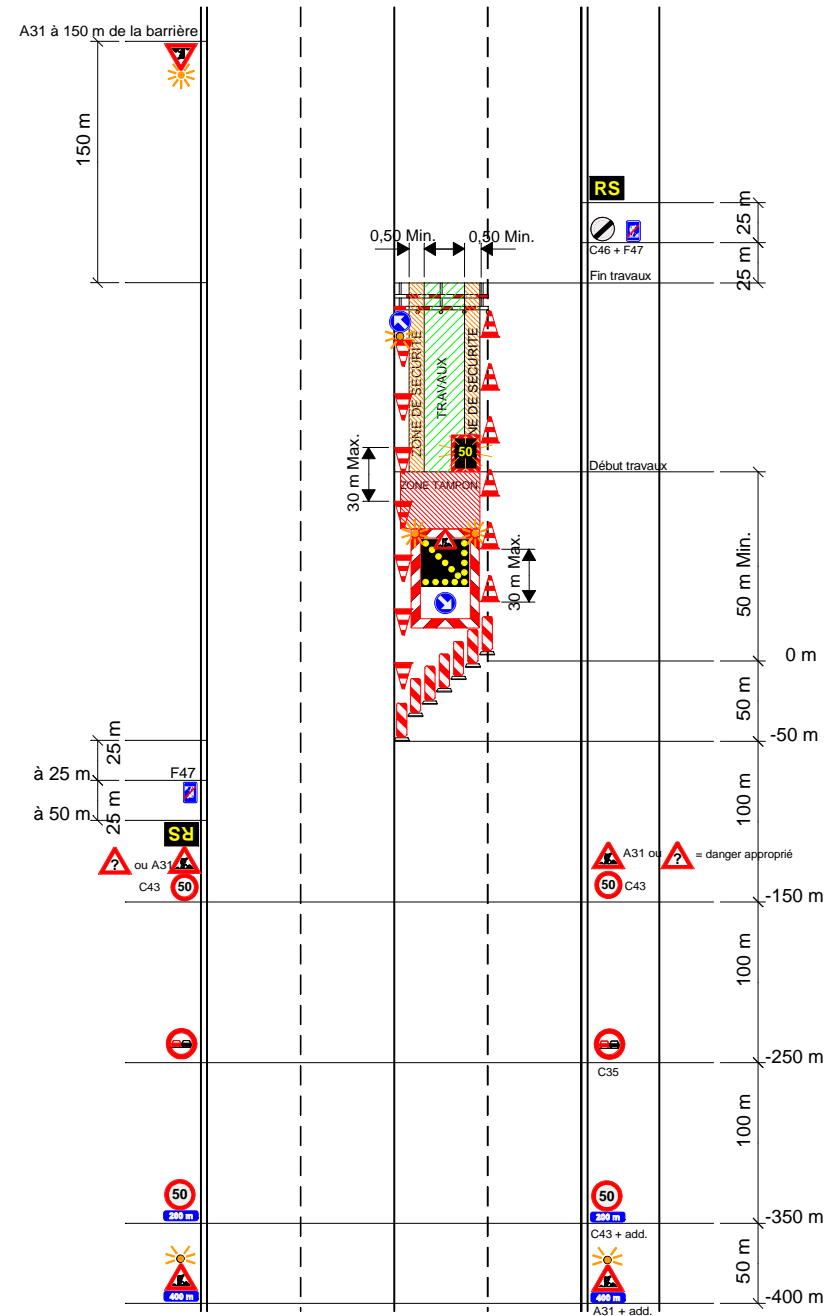 A31 à 150 m de la barrière
150 m
RS
25 m
C46 + F47
25 m
Fin travaux
0,50 Min.
0,50 Min.
ZONE DE SECURITE
TRAVAUX
NE DE SECURITE
50
Début travaux
ZONE TAMPON
30 m Max.
30 m Max.
50 m Min.
0 m
50 m
-50 m
25 m
à 25 m
F47
25 m
à 50 m
RS
100 m
? ou A31
C43 50
A31 ou ? = danger approprié
50 C43
-150 m
100 m
-250 m
C35
100 m
50
200 m
50
200 m
-350 m
C43 + add.
50 m
400 m
400 m
-400 m
A31 + add.